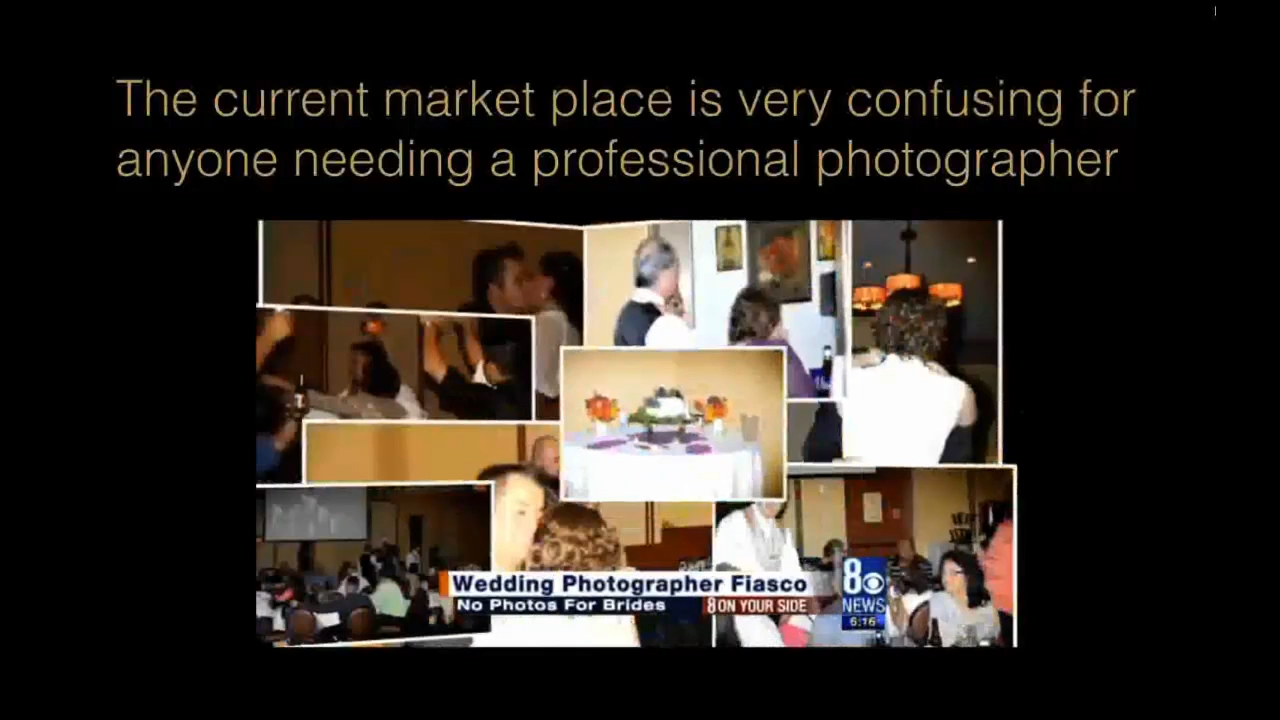 The current market place is very confusing for
anyone needing a professional photographer
Wedding Photographer Fiasco
No Photos For Brides
8 ON YOUR SIDE
8
NEWS
6:16